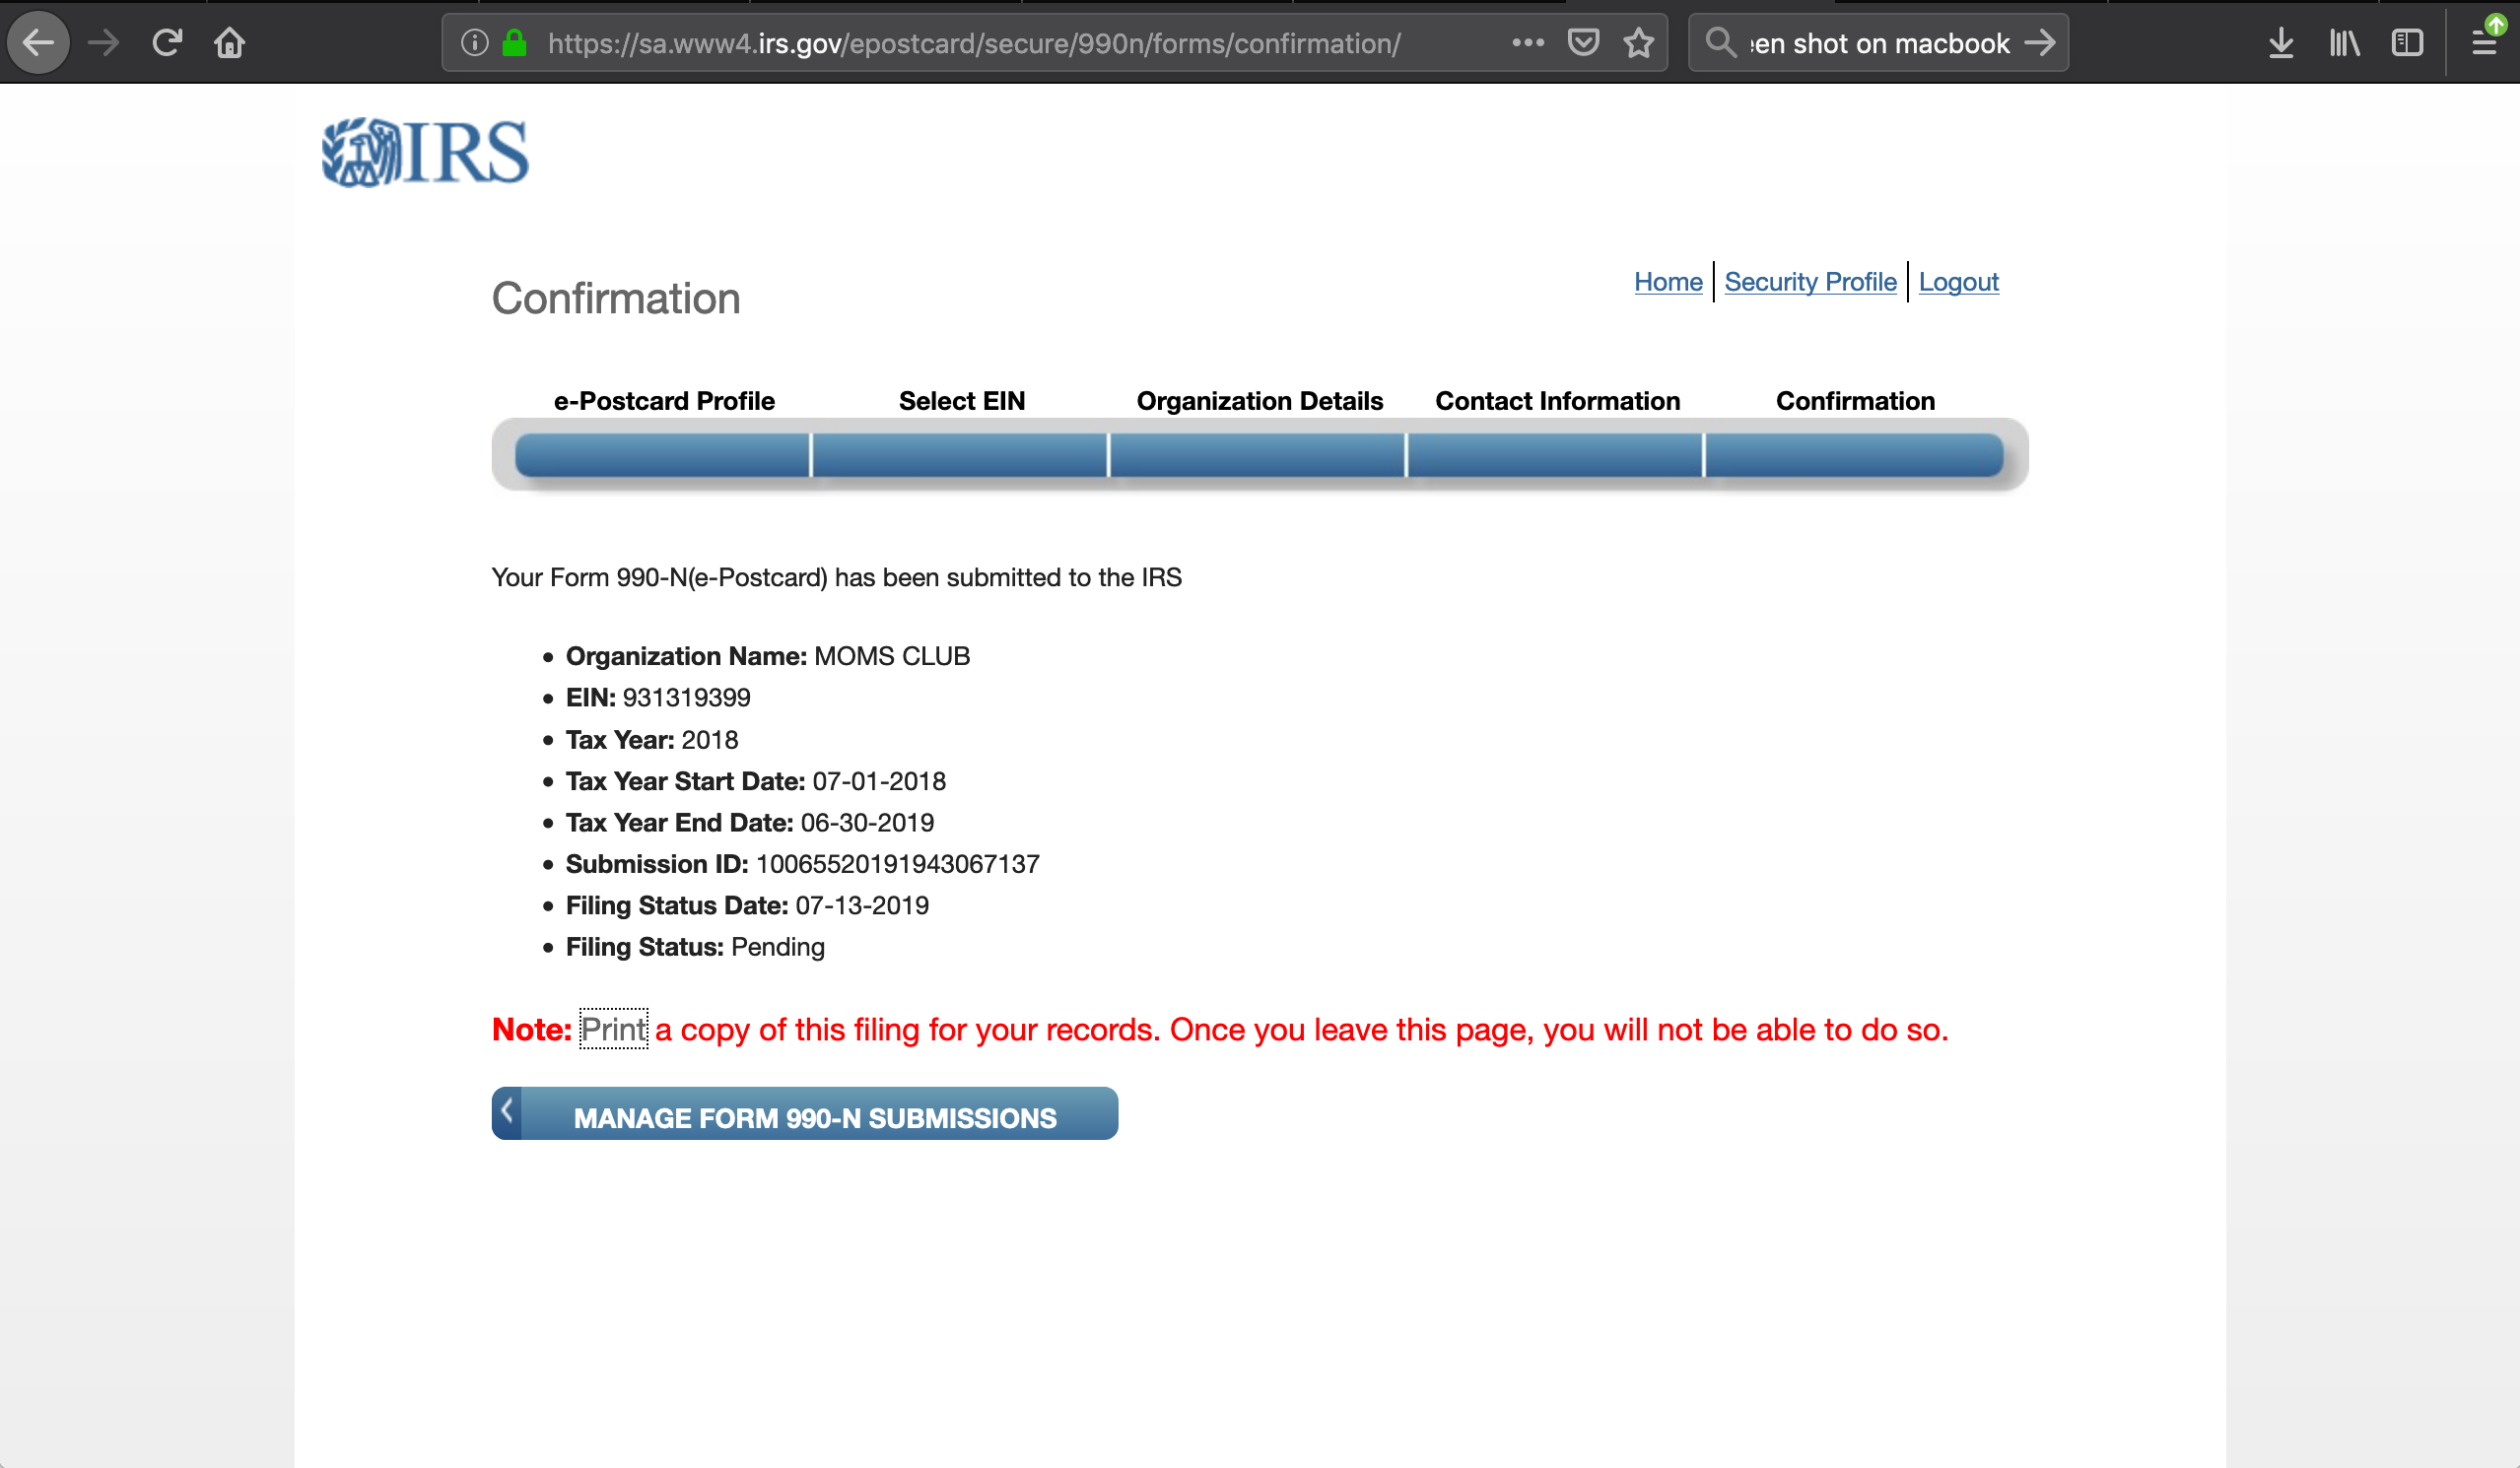 https://sa.www4.irs.gov/epostcard/secure/990n/forms/confirmation/
en shot on macbook
IRS
Confirmation
Home
Security Profile
Logout
e-Postcard Profile
Select EIN
Organization Details
Contact Information
Confirmation
Your Form 990-N(e-Postcard) has been submitted to the IRS
• Organization Name: MOMS CLUB
• EIN: 931319399
• Tax Year: 2018
• Tax Year Start Date: 07-01-2018
• Tax Year End Date: 06-30-2019
• Submission ID: 10065520191943067137
• Filing Status Date: 07-13-2019
• Filing Status: Pending
Note: Print a copy of this filing for your records. Once you leave this page, you will not be able to do so.
MANAGE FORM 990-N SUBMISSIONS